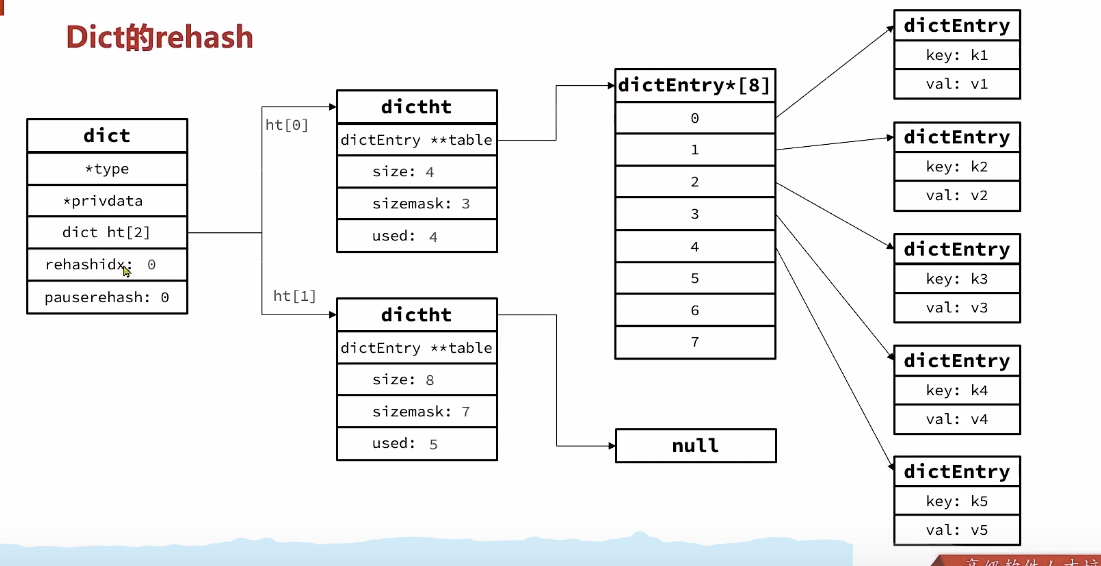 Dict的rehash
dict
*type
*privdata
dict ht[2]
rehashidx: 0
pauserehash: 0
ht[0]
dictht
dictEntry **table
size: 4
sizemask: 3
used: 4
ht[1]
dictht
dictEntry **table
size: 8
sizemask: 7
used: 5
dictEntry*[8]
0
1
2
3
4
5
6
7
null
dictEntry
key: k1
val: v1
dictEntry
key: k2
val: v2
dictEntry
key: k3
val: v3
dictEntry
key: k4
val: v4
dictEntry
key: k5
val: v5